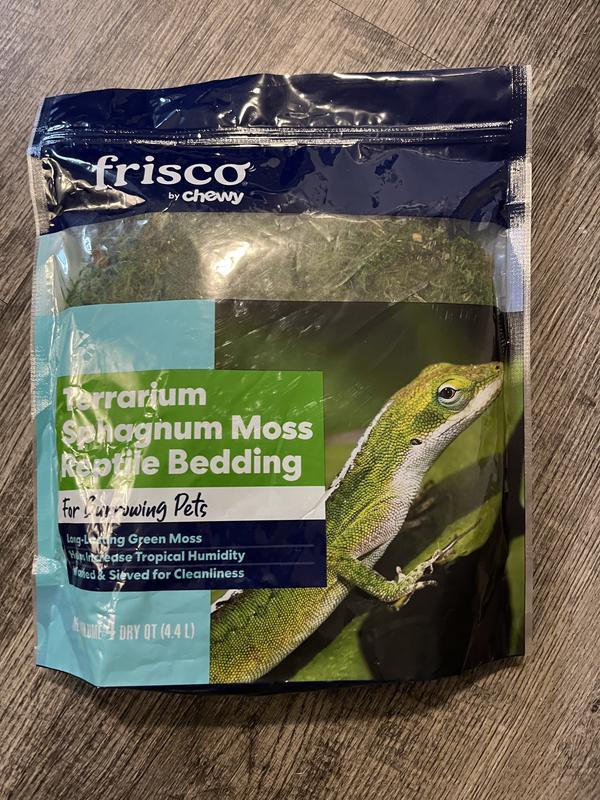 frisco
by chewy
Terrarium
Sphagnum Moss
Reptile Bedding
For Burrowing Pets
Long-Lasting Green Moss
Increase Tropical Humidity
& Sieved for Cleanliness
4 DRY QT (4.4 L)